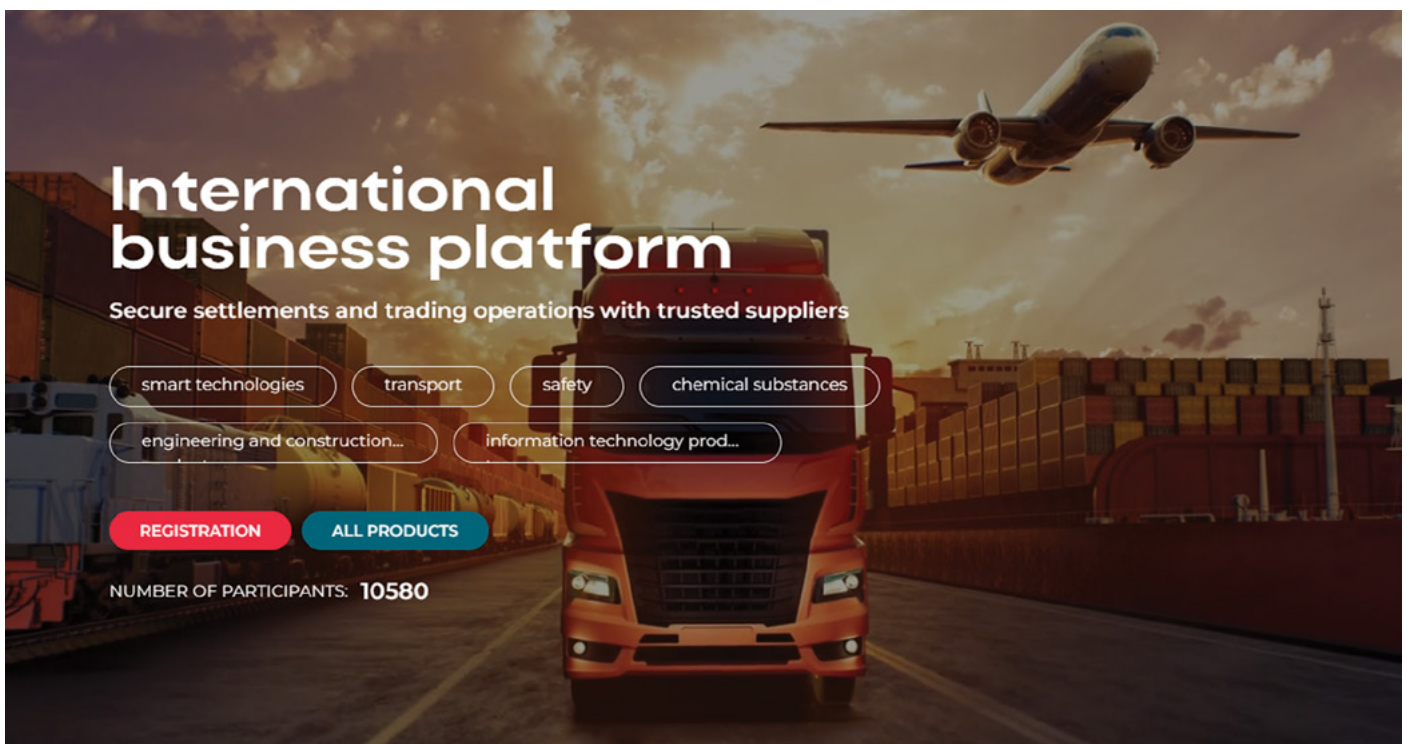 International
business platform
Secure settlements and trading operations with trusted suppliers
smart technologies transport safety chemical substances
engineering and construction... information technology prod...
REGISTRATION ALL PRODUCTS
NUMBER OF PARTICIPANTS: 10580